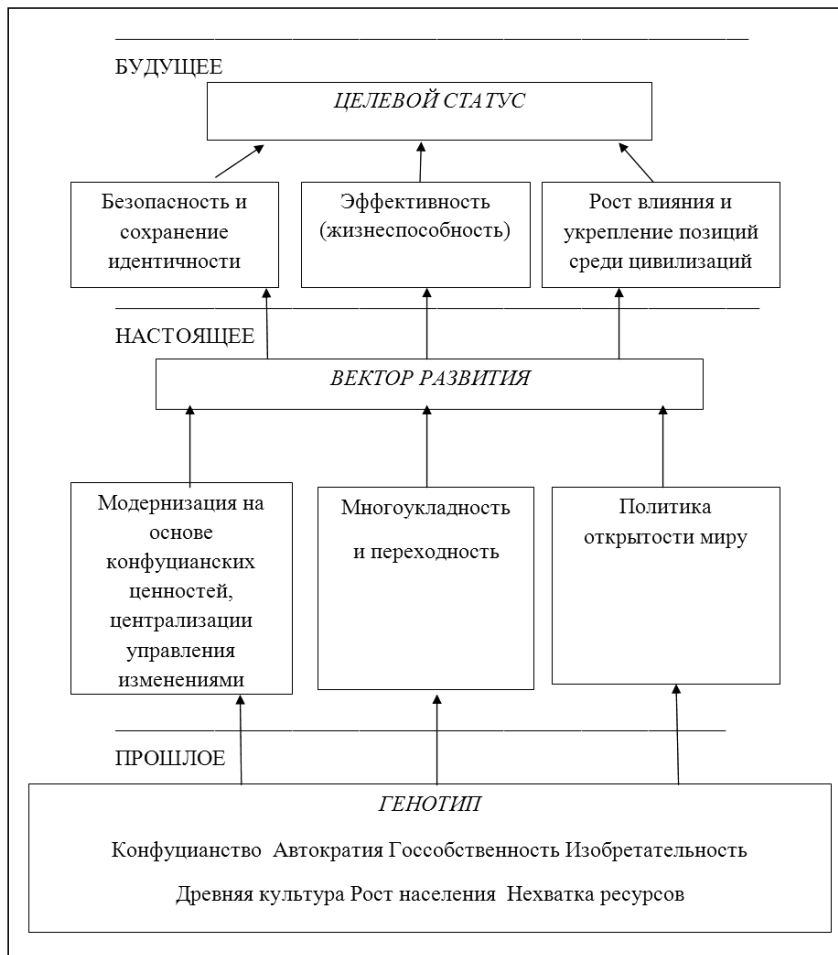 БУДУЩЕЕ
ЦЕЛЕВОЙ СТАТУС
Безопасность и
сохранение
идентичности
Эффективность
(жизнеспособность)
Рост влияния и
укрепление позиций
среди цивилизаций
НАСТОЯЩЕЕ
ВЕКТОР РАЗВИТИЯ
Модернизация на
основе
конфуцианских
ценностей,
централизации
управления
изменениями
Многоукладность
и переходность
Политика
открытости миру
ПРОШЛОЕ
ГЕНОТИП
Конфуцианство Автократия Госсобственность Изобретательность
Древняя культура Рост населения Нехватка ресурсов